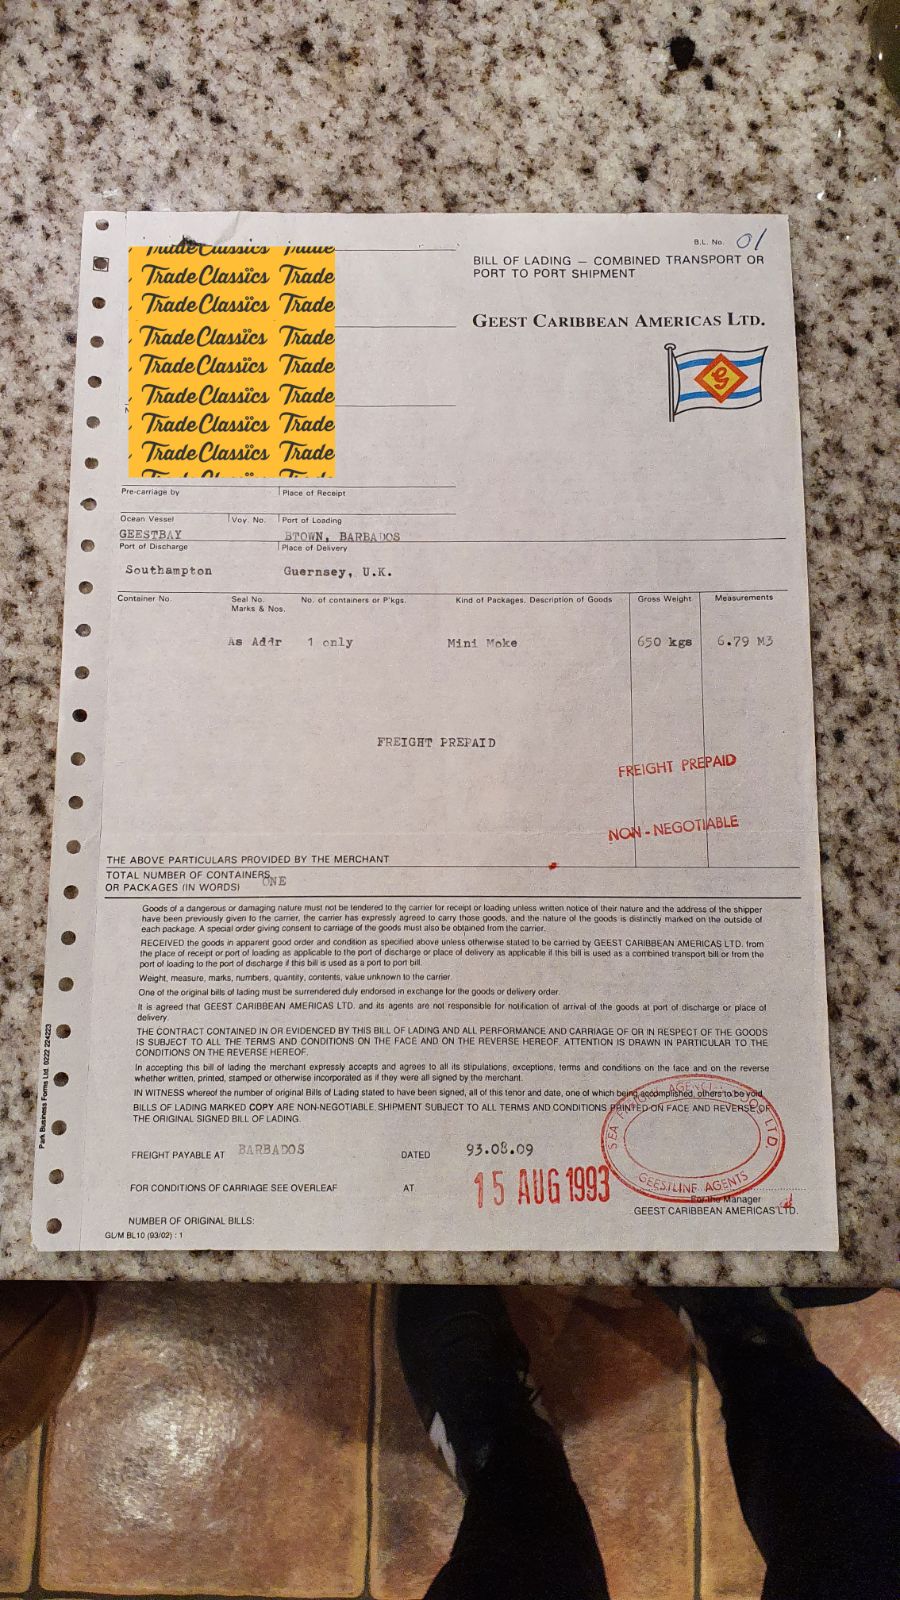 B.L. No. 01
BILL OF LADING — COMBINED TRANSPORT OR
PORT TO PORT SHIPMENT
GEEST CARIBBEAN AMERICAS LTD.
Trade Classics Trade
Trade Classics Trade
Trade Classics Trade
Trade Classics Trade
Trade Classics Trade
Trade Classics Trade
Trade Classics Trade
Trade Classics Trade
Pre-carriage by Place of Receipt
Ocean Vessel Voy. No. Port of Loading
GEESTBAY BTOWN, BARBADOS
Port of Discharge Place of Delivery
Southampton Guernsey, U.K.
Container No. Seal No. No. of containers or P'kgs. Kind of Packages. Description of Goods Gross Weight Measurements
Marks & Nos.
As Addr 1 only Mini Moke 650 kgs 6.79 M3
FREIGHT PREPAID
FREIGHT PREPAID
NON-NEGOTIABLE
THE ABOVE PARTICULARS PROVIDED BY THE MERCHANT
TOTAL NUMBER OF CONTAINERS
OR PACKAGES (IN WORDS) ONE
Goods of a dangerous or damaging nature must not be tendered to the carrier for receipt or loading unless written notice of their nature and the address of the shipper
have been previously given to the carrier, the carrier has expressly agreed to carry those goods, and the nature of the goods is distinctly marked on the outside of
each package. A special order giving consent to carriage of the goods must also be obtained from the carrier.
RECEIVED the goods in apparent good order and condition as specified above unless otherwise stated to be carried by GEEST CARIBBEAN AMERICAS LTD. from
the place of receipt or port of loading as applicable to the port of discharge or place of delivery as applicable if this bill is used as a combined transport bill or from the
port of loading to the port of discharge if this bill is used as a port to port bill.
Weight, measure, marks, numbers, quantity, contents, value unknown to the carrier.
One of the original bills of lading must be surrendered duly endorsed in exchange for the goods or delivery order.
It is agreed that GEEST CARIBBEAN AMERICAS LTD. and its agents are not responsible for notification of arrival of the goods at port of discharge or place of
delivery.
THE CONTRACT CONTAINED IN OR EVIDENCED BY THIS BILL OF LADING AND ALL PERFORMANCE AND CARRIAGE OF OR IN RESPECT OF THE GOODS
IS SUBJECT TO ALL THE TERMS AND CONDITIONS ON THE FACE AND ON THE REVERSE HEREOF. ATTENTION IS DRAWN IN PARTICULAR TO THE
CONDITIONS ON THE REVERSE HEREOF.
In accepting this bill of lading the merchant expressly accepts and agrees to all its stipulations, exceptions, terms and conditions on the face and on the reverse
whether written, printed, stamped or otherwise incorporated as if they were all signed by the merchant.
IN WITNESS whereof the number of original Bills of Lading stated to have been signed, all of this tenor and date, one of which being accomplished, others to be void.
BILLS OF LADING MARKED COPY ARE NON-NEGOTIABLE. SHIPMENT SUBJECT TO ALL TERMS AND CONDITIONS PRINTED ON FACE AND REVERSE OF
THE ORIGINAL SIGNED BILL OF LADING.
FREIGHT PAYABLE AT BARBADOS DATED 93.08.09
FOR CONDITIONS OF CARRIAGE SEE OVERLEAF AT 15 AUG 1993
GEESTLINE AGENTS
For the Manager
GEEST CARIBBEAN AMERICAS LTD.
NUMBER OF ORIGINAL BILLS:
GL/M BL10 (93/02) : 1
Park Business Forms Ltd. 0222 224223